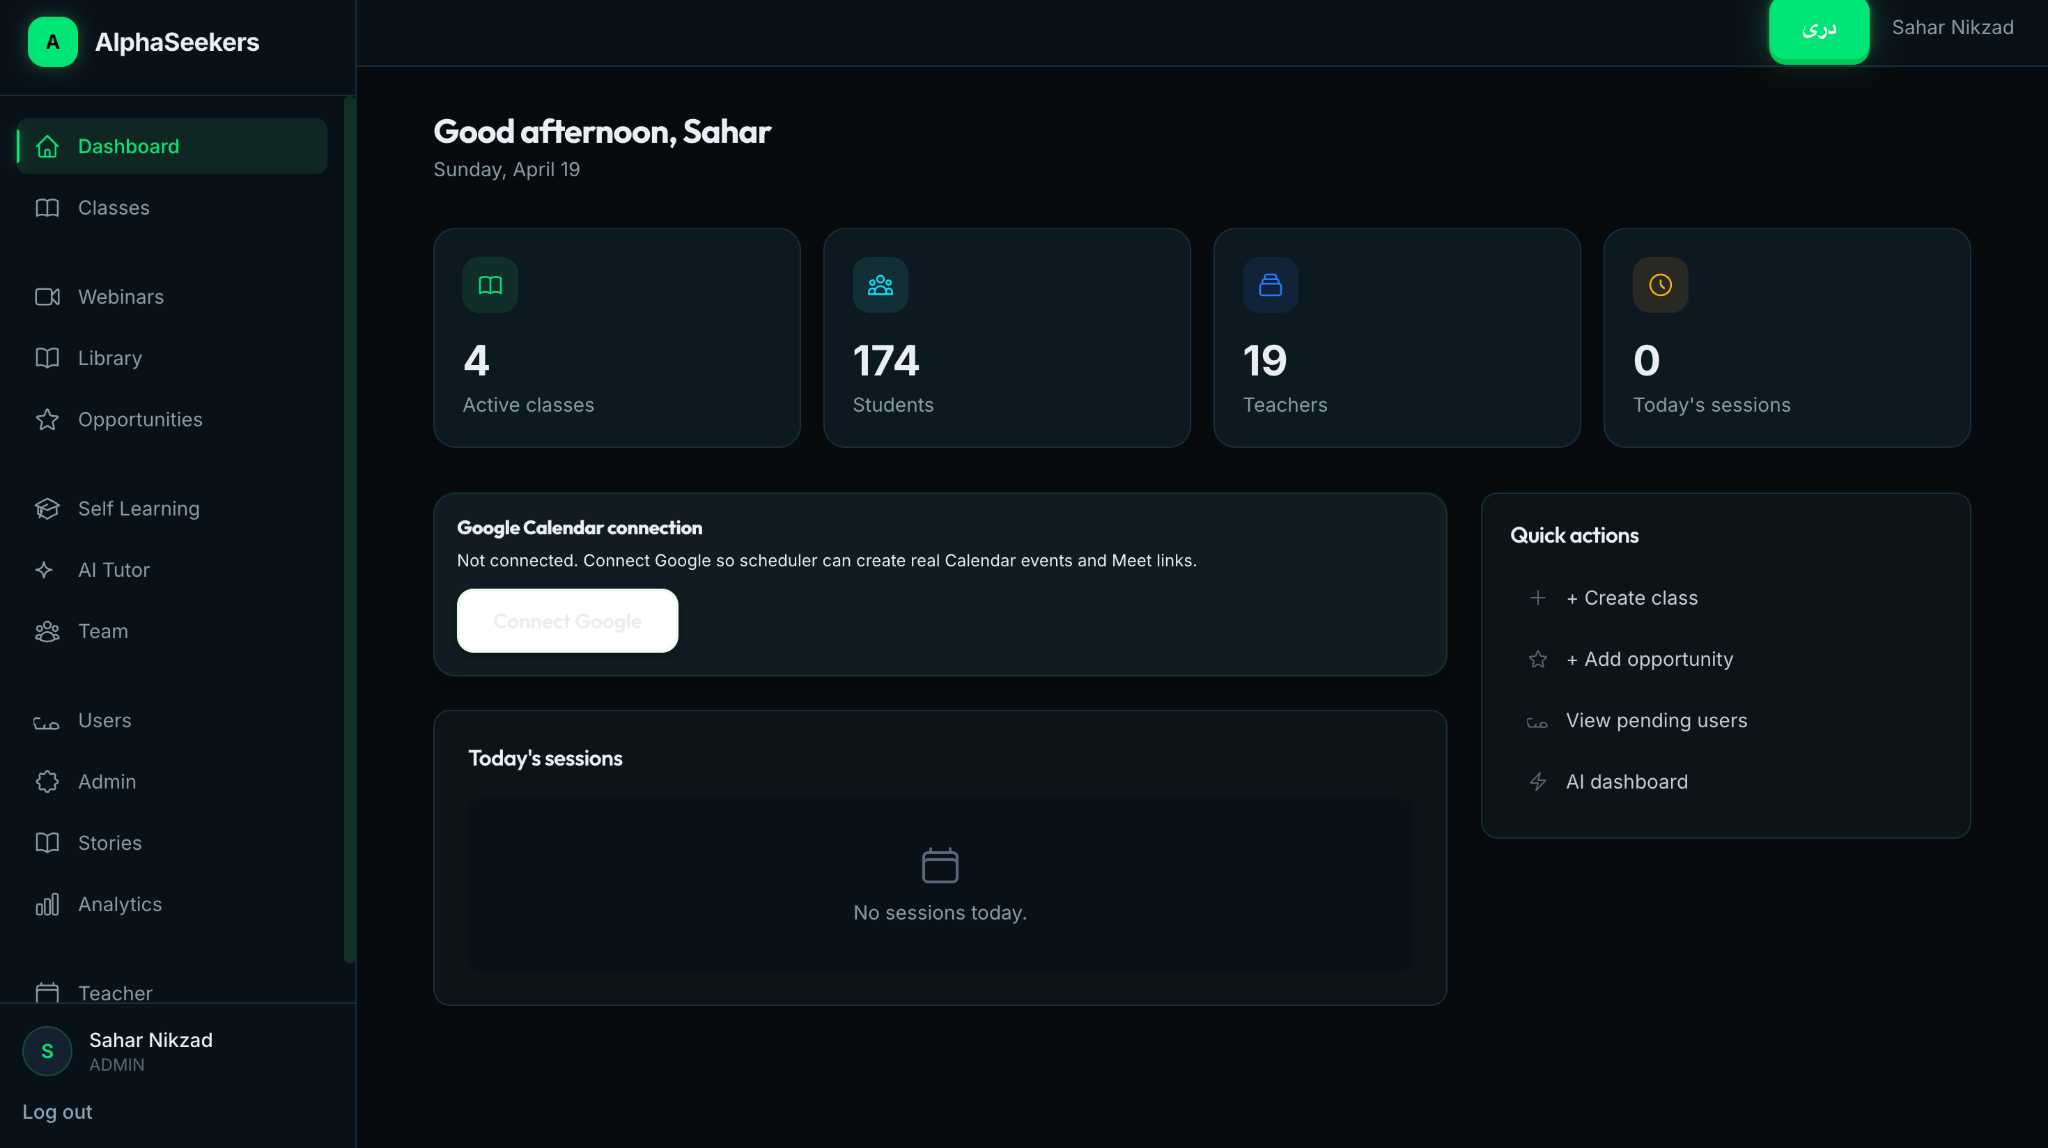 A
AlphaSeekers
دری
Sahar Nikzad
Dashboard
Classes
Webinars
Library
Opportunities
Self Learning
AI Tutor
Team
Users
Admin
Stories
Analytics
Teacher
S
Sahar Nikzad
ADMIN
Log out
Good afternoon, Sahar
Sunday, April 19
4
Active classes
174
Students
19
Teachers
0
Today's sessions
Google Calendar connection
Not connected. Connect Google so scheduler can create real Calendar events and Meet links.
Connect Google
Today's sessions
No sessions today.
Quick actions
+ Create class
+ Add opportunity
View pending users
AI dashboard